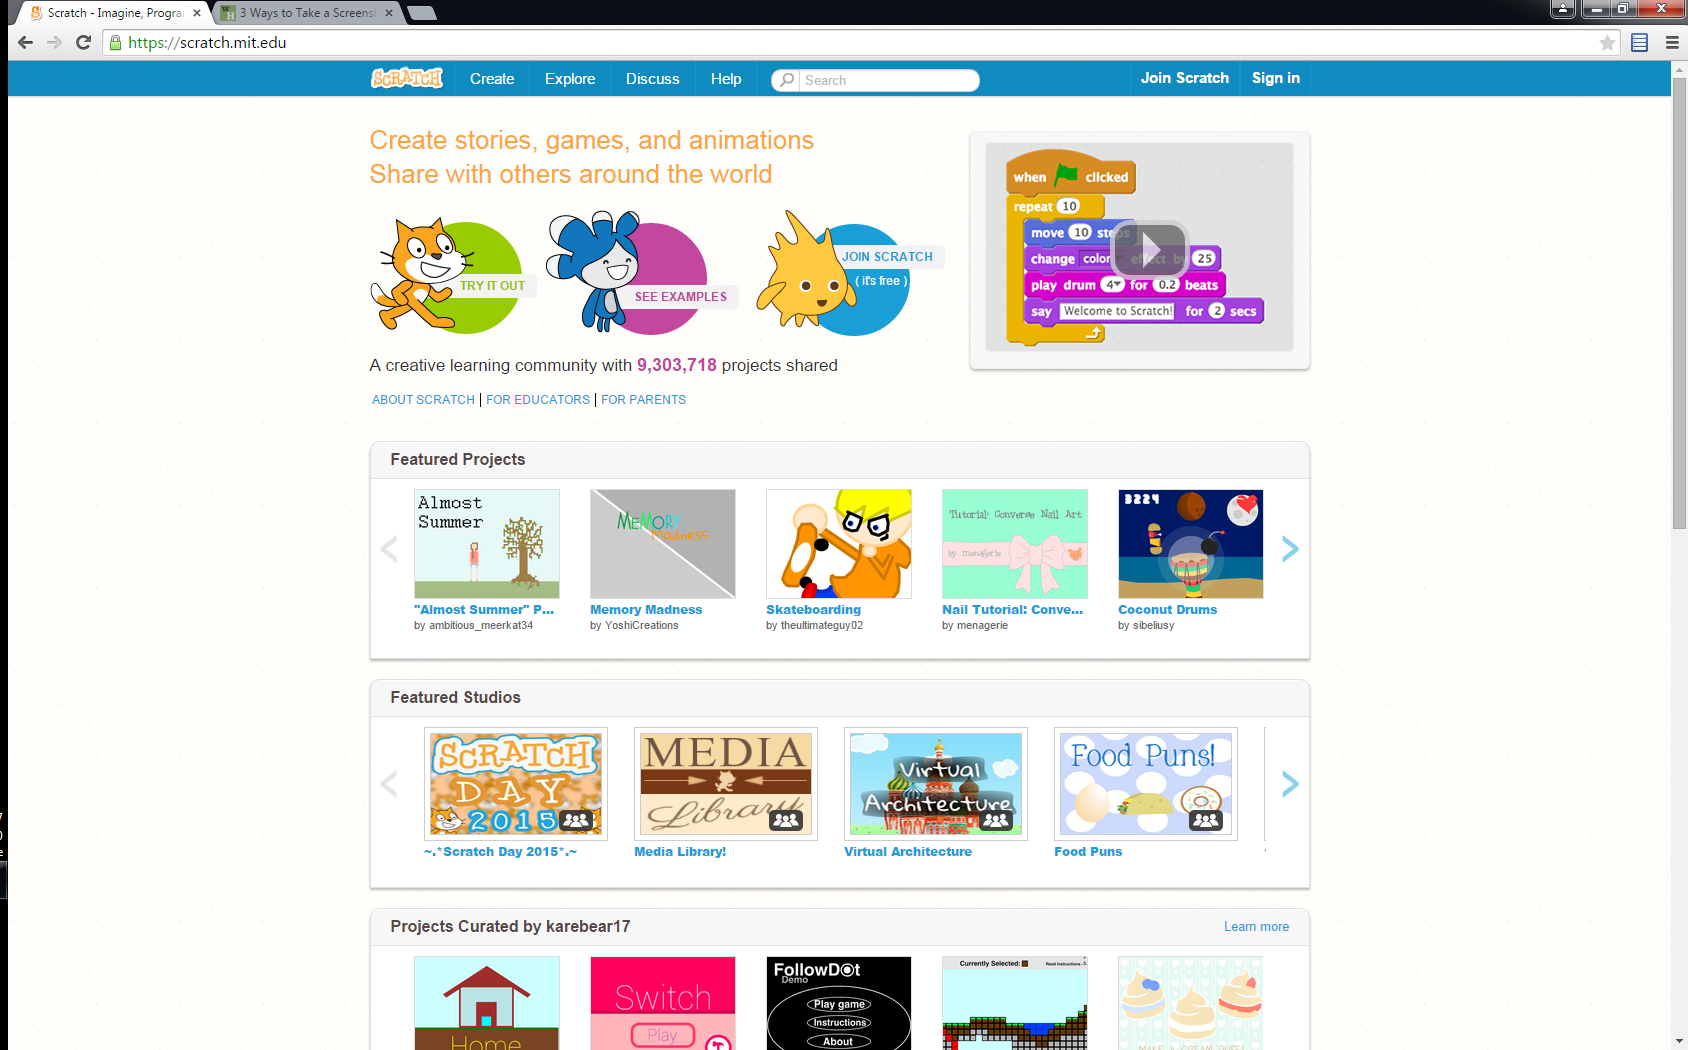 Scratch - Imagine, Progra
3 Ways to Take a Screens
https://scratch.mit.edu
SCRATCH
Create
Explore
Discuss
Help
Search
Join Scratch
Sign in
Create stories, games, and animations
Share with others around the world
TRY IT OUT
SEE EXAMPLES
JOIN SCRATCH
( it's free )
when clicked
repeat 10
move 10 steps
change color effect by 25
play drum 4 for 0.2 beats
say Welcome to Scratch! for 2 secs
A creative learning community with 9,303,718 projects shared
ABOUT SCRATCH | FOR EDUCATORS | FOR PARENTS
Featured Projects
Almost
Summer
MeMORY
Madness
Tutorial: Converse Nail Art
by menagerie
3224
"Almost Summer" P...
by ambitious_meerkat34
Memory Madness
by YoshiCreations
Skateboarding
by theultimateguy02
Nail Tutorial: Conve...
by menagerie
Coconut Drums
by sibeliusy
Featured Studios
SCRATCH
DAY
2015
MEDIA
Library
Virtual
Architecture
Food Puns!
~.*Scratch Day 2015*.~
Media Library!
Virtual Architecture
Food Puns
Projects Curated by karebear17
Learn more
Home
Switch
Play
FollowDot
Demo
Play game
Instructions
About
Currently Selected:
Read Instructions
MAKE A CREAM PUFF!